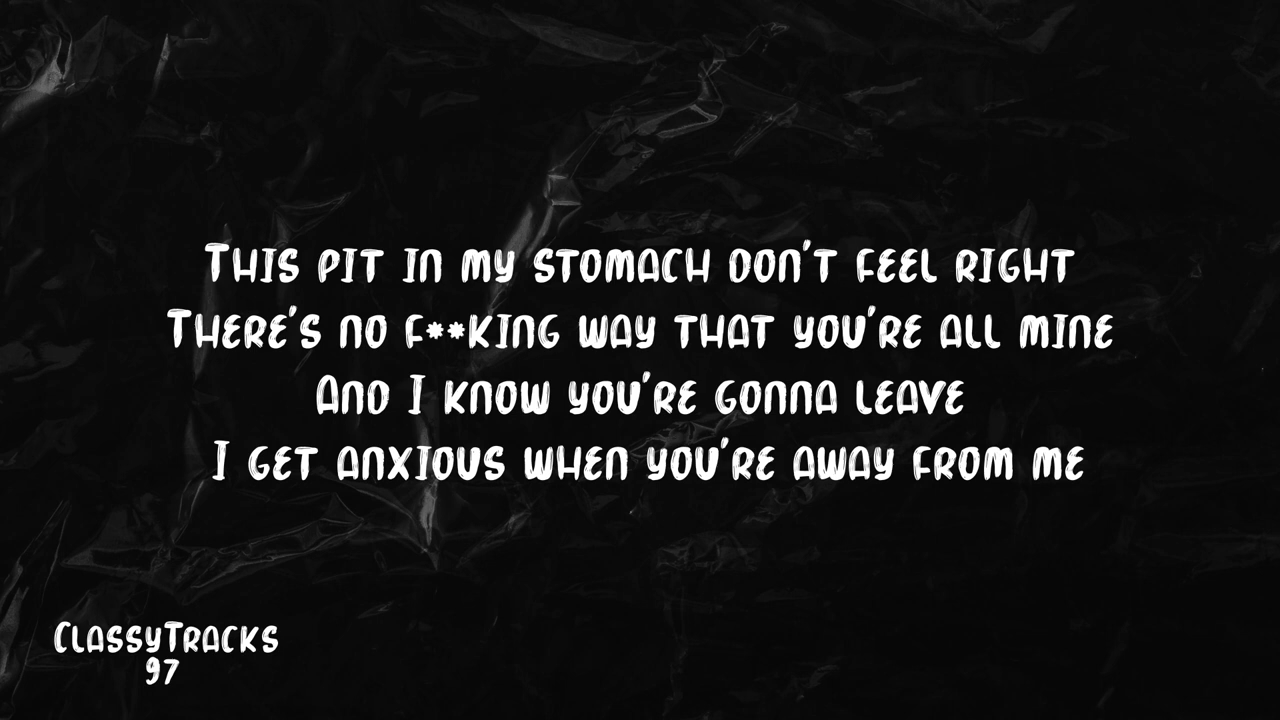 This pit in my stomach don't feel right
There's no f**king way that you're all mine
And I know you're gonna leave
I get anxious when you're away from me
ClassyTracks
97